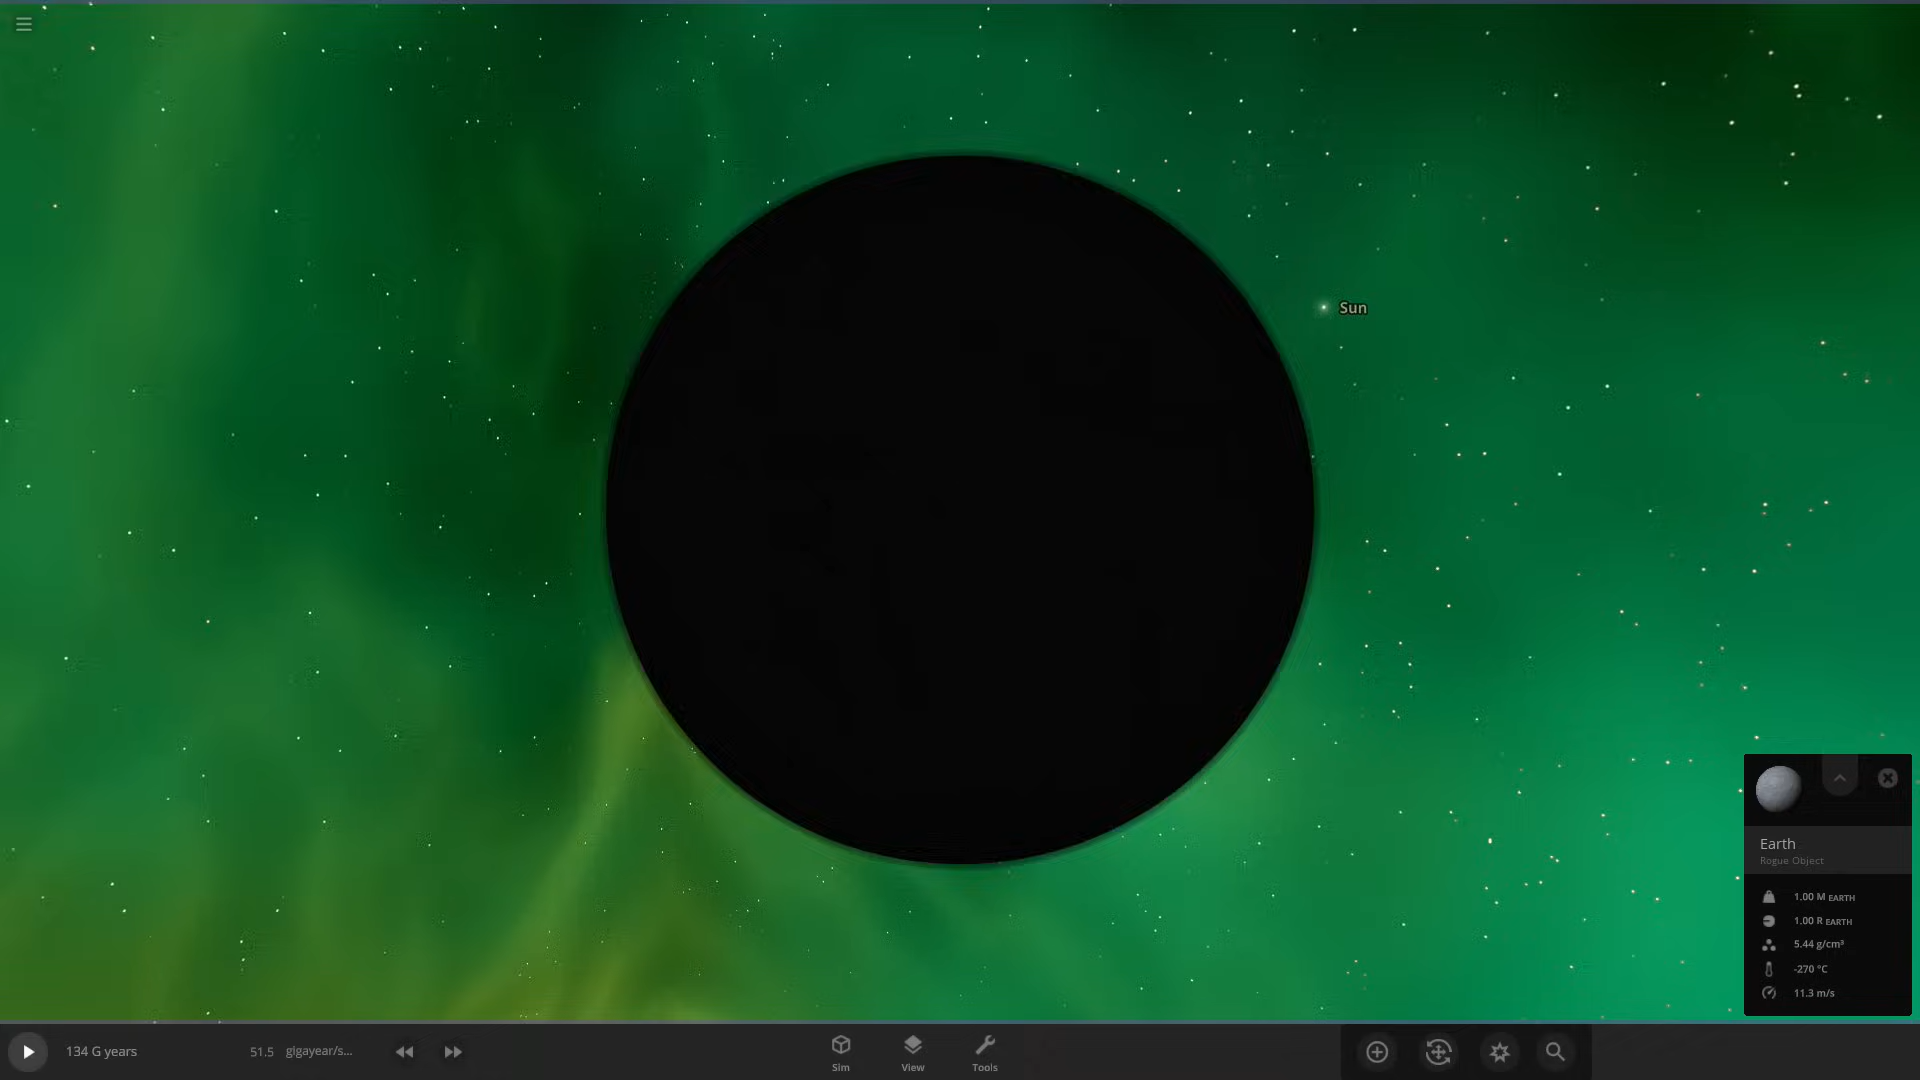 Sun
Earth
Rogue Object
1.00 M EARTH
1.00 R EARTH
5.44 g/cm³
-270 °C
11.3 m/s
134 G years
51.5 gigayear/s...
Sim
View
Tools